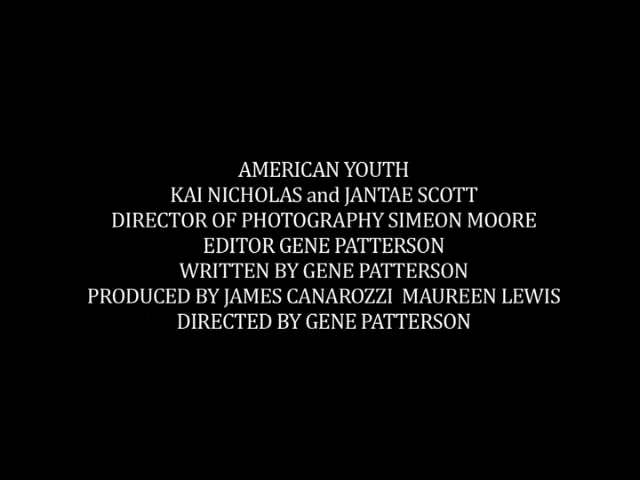 AMERICAN YOUTH
KAI NICHOLAS and JANTAE SCOTT
DIRECTOR OF PHOTOGRAPHY SIMEON MOORE
EDITOR GENE PATTERSON
WRITTEN BY GENE PATTERSON
PRODUCED BY JAMES CANAROZZI  MAUREEN LEWIS
DIRECTED BY GENE PATTERSON